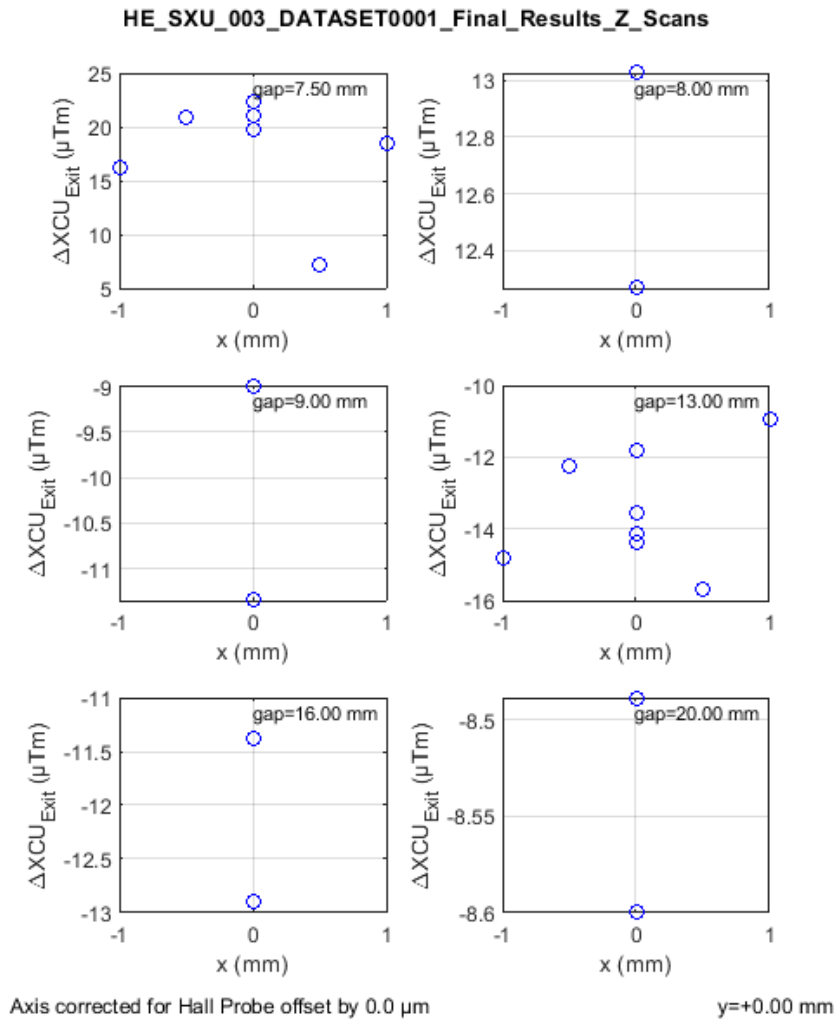 HE_SXU_003_DATASET0001_Final_Results_Z_Scans
gap=7.50 mm
25
20
15
10
5
ΔXCU_Exit (µTm)
-1 0 1
x (mm)
gap=8.00 mm
13
12.8
12.6
12.4
ΔXCU_Exit (µTm)
-1 0 1
x (mm)
gap=9.00 mm
-9
-9.5
-10
-10.5
-11
ΔXCU_Exit (µTm)
-1 0 1
x (mm)
gap=13.00 mm
-10
-12
-14
-16
ΔXCU_Exit (µTm)
-1 0 1
x (mm)
gap=16.00 mm
-11
-11.5
-12
-12.5
-13
ΔXCU_Exit (µTm)
-1 0 1
x (mm)
gap=20.00 mm
-8.5
-8.55
-8.6
ΔXCU_Exit (µTm)
-1 0 1
x (mm)
Axis corrected for Hall Probe offset by 0.0 µm
y=+0.00 mm